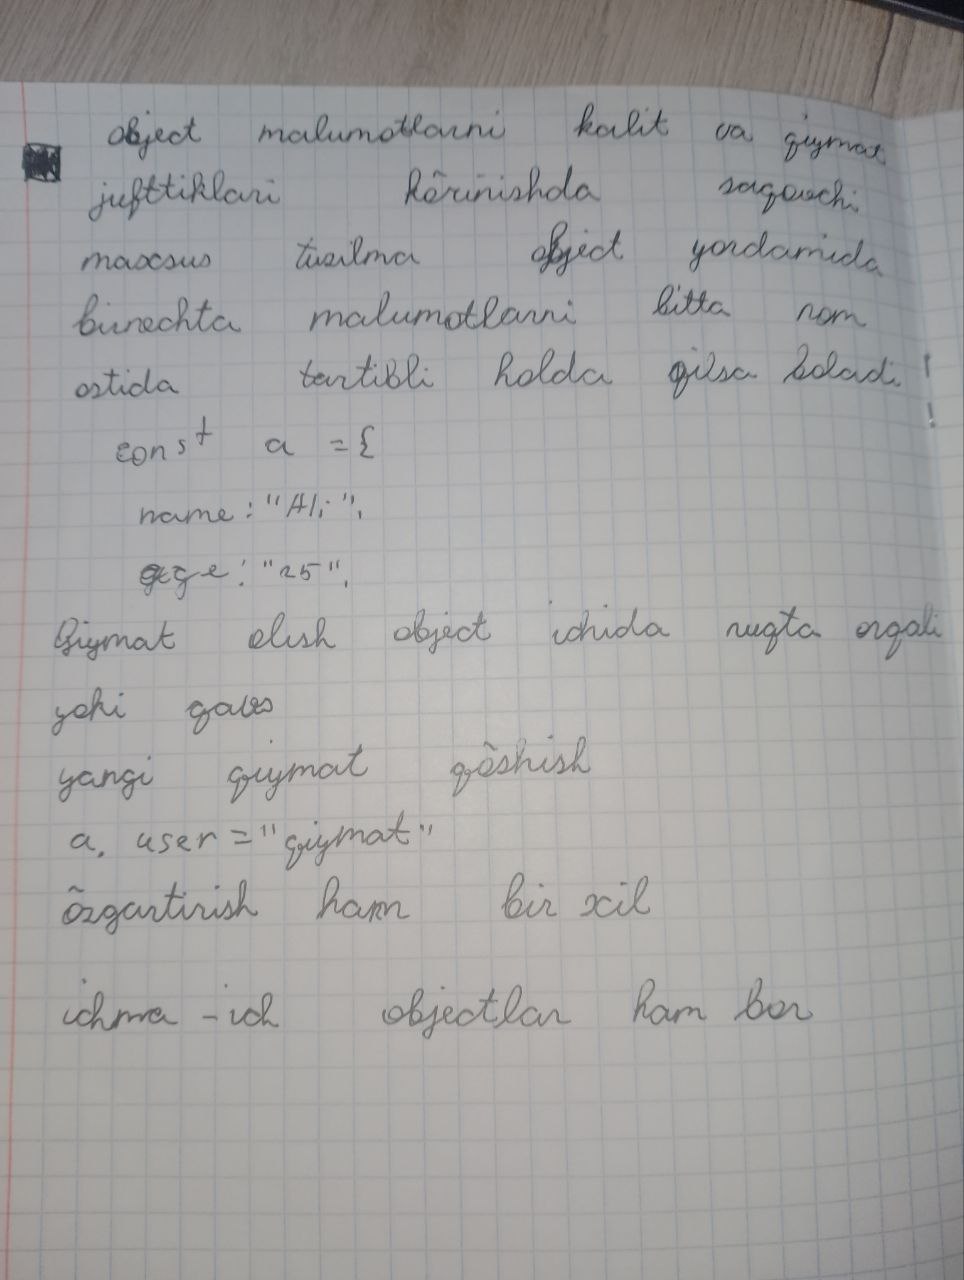 object malumotlarni kalit va qiymat
jufttiklari kõrinishda saqovchi
maxsus tuzilma object yordamida
birnechta malumotlarni bitta nom
ostida tartibli holda qilsa boladi !
!
const a = {
name: "Ali",
age: "25",
Qiymat olish object ichida nuqta orqali
yoki qavs
yangi qiymat qõshish
a. user = "qiymat"
õzgartirish ham bir xil
ichma - ich objectlar ham bor